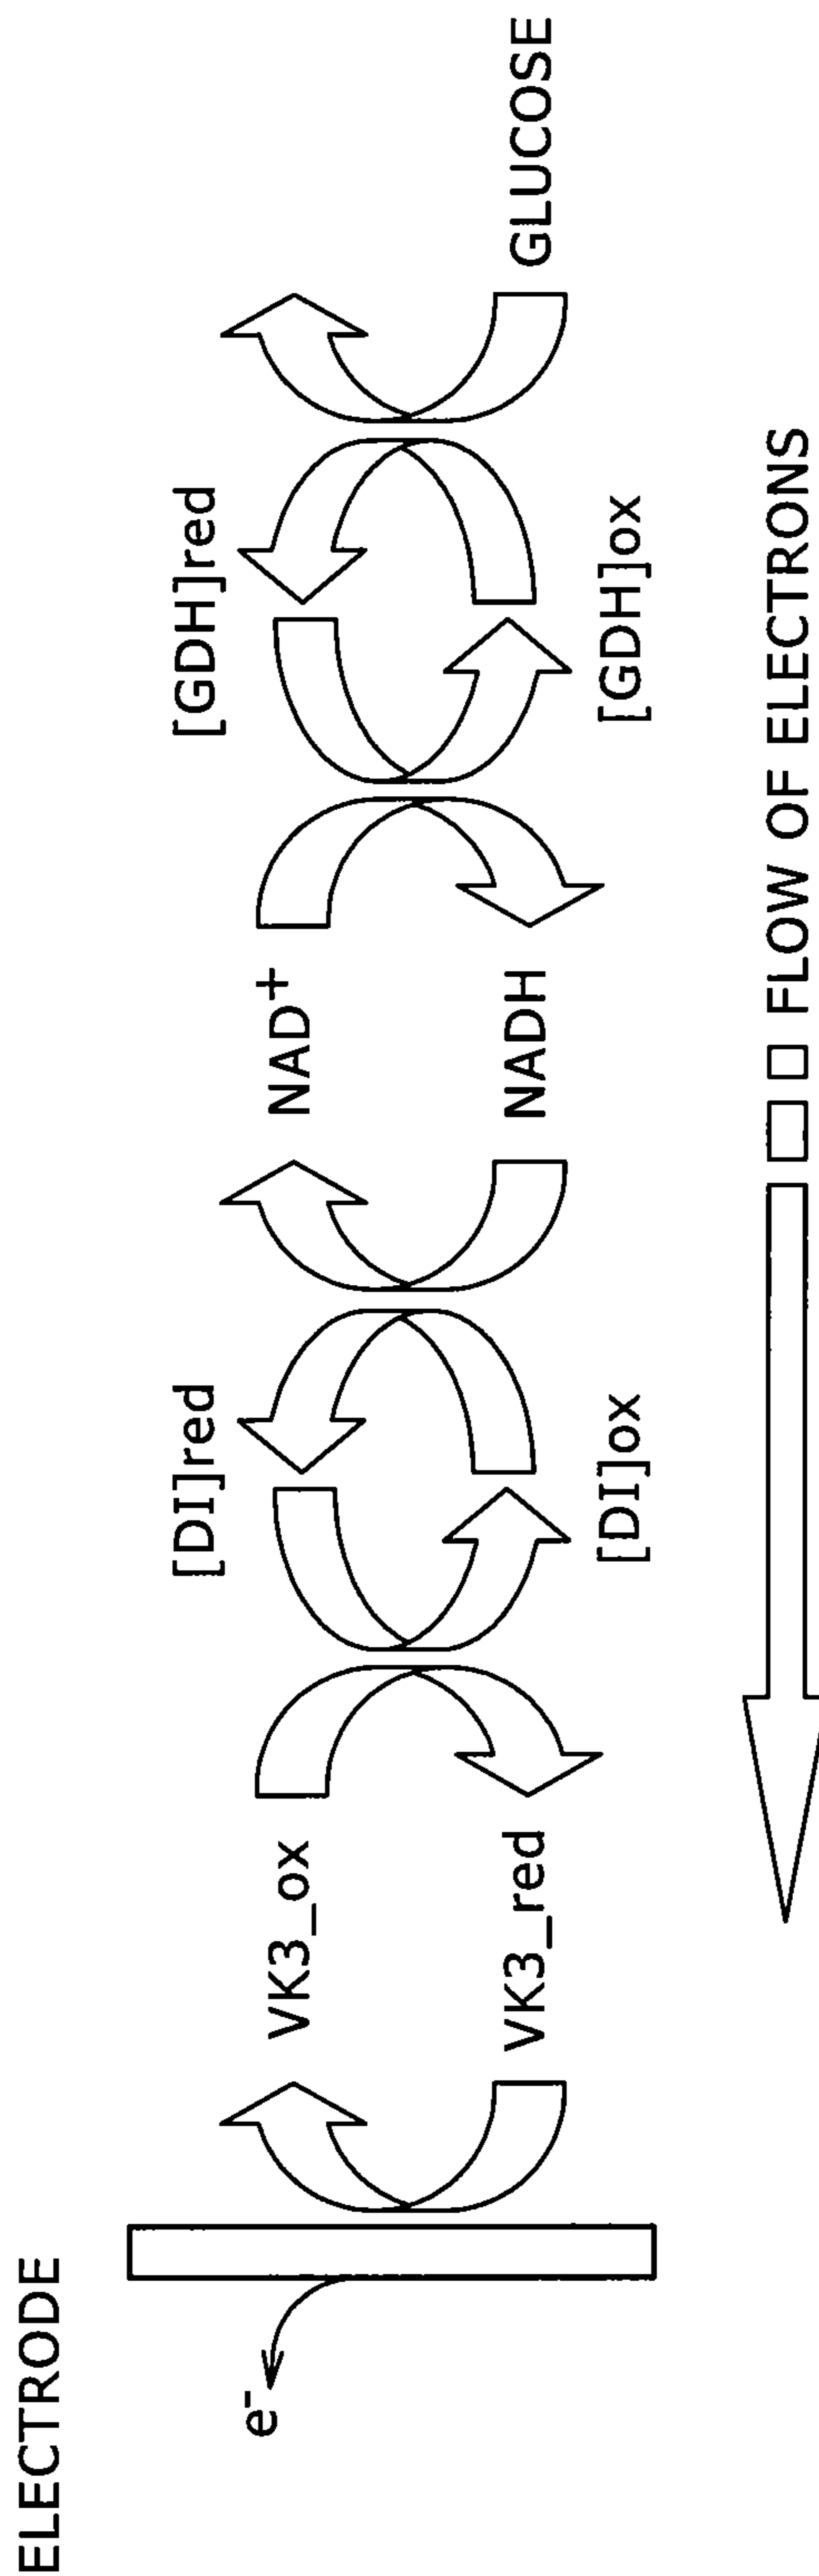 ELECTRODE
e-
VK3_ox
VK3_red
[DI]red
[DI]ox
NAD+
NADH
[GDH]red
[GDH]ox
GLUCOSE
FLOW OF ELECTRONS